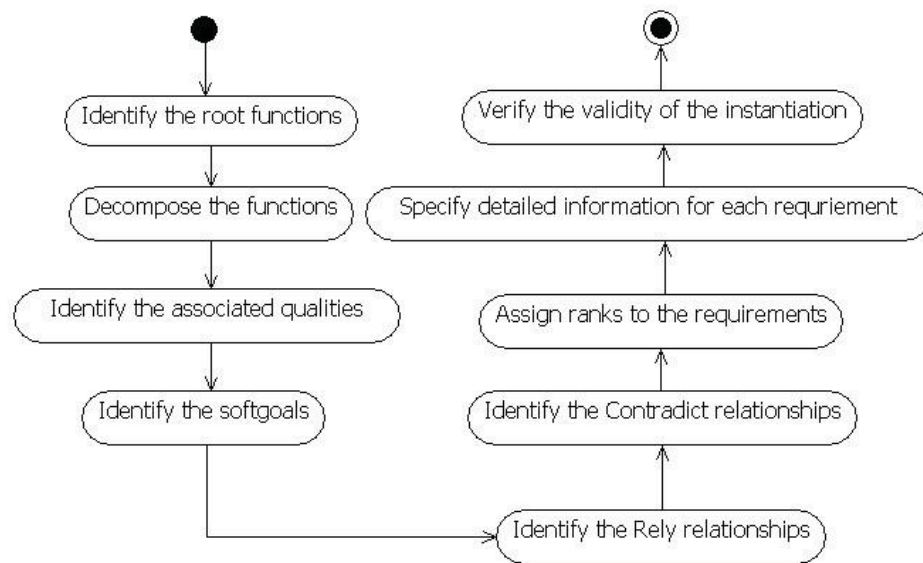 Identify the root functions
Decompose the functions
Identify the associated qualities
Identify the softgoals
Identify the Rely relationships
Identify the Contradict relationships
Assign ranks to the requirements
Specify detailed information for each requriement
Verify the validity of the instantiation